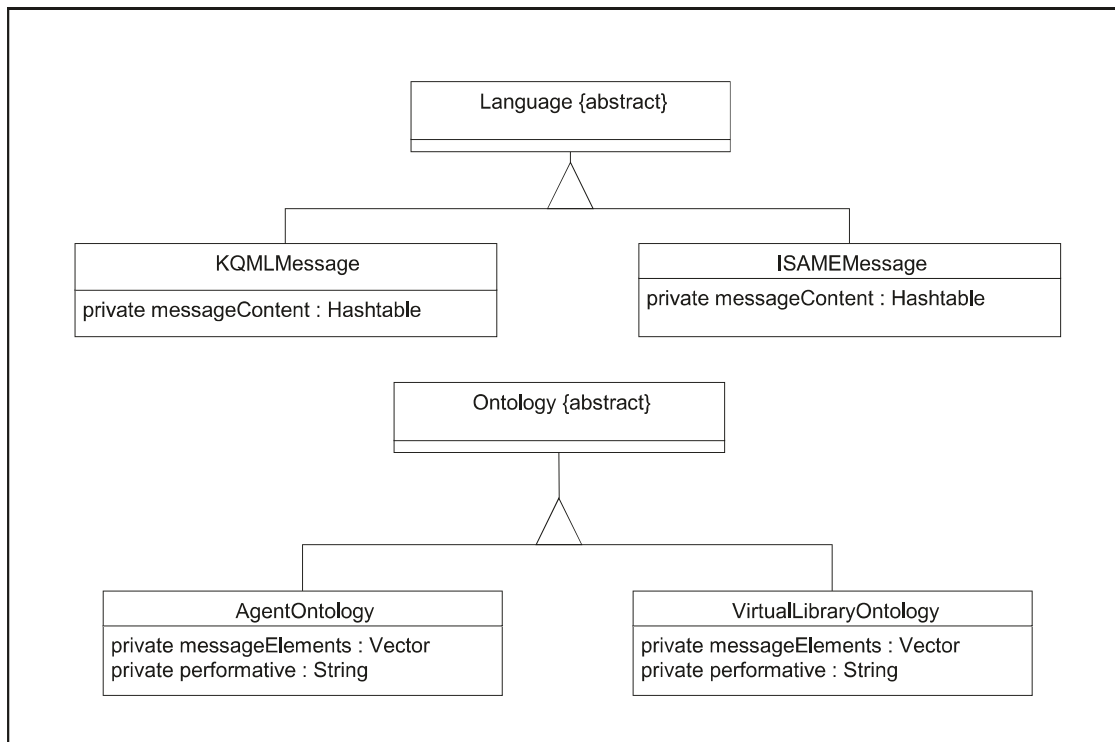 Language {abstract}
KQMLMessage
private messageContent : Hashtable
ISAMEMessage
private messageContent : Hashtable
Ontology {abstract}
AgentOntology
private messageElements : Vector
private performative : String
VirtualLibraryOntology
private messageElements : Vector
private performative : String